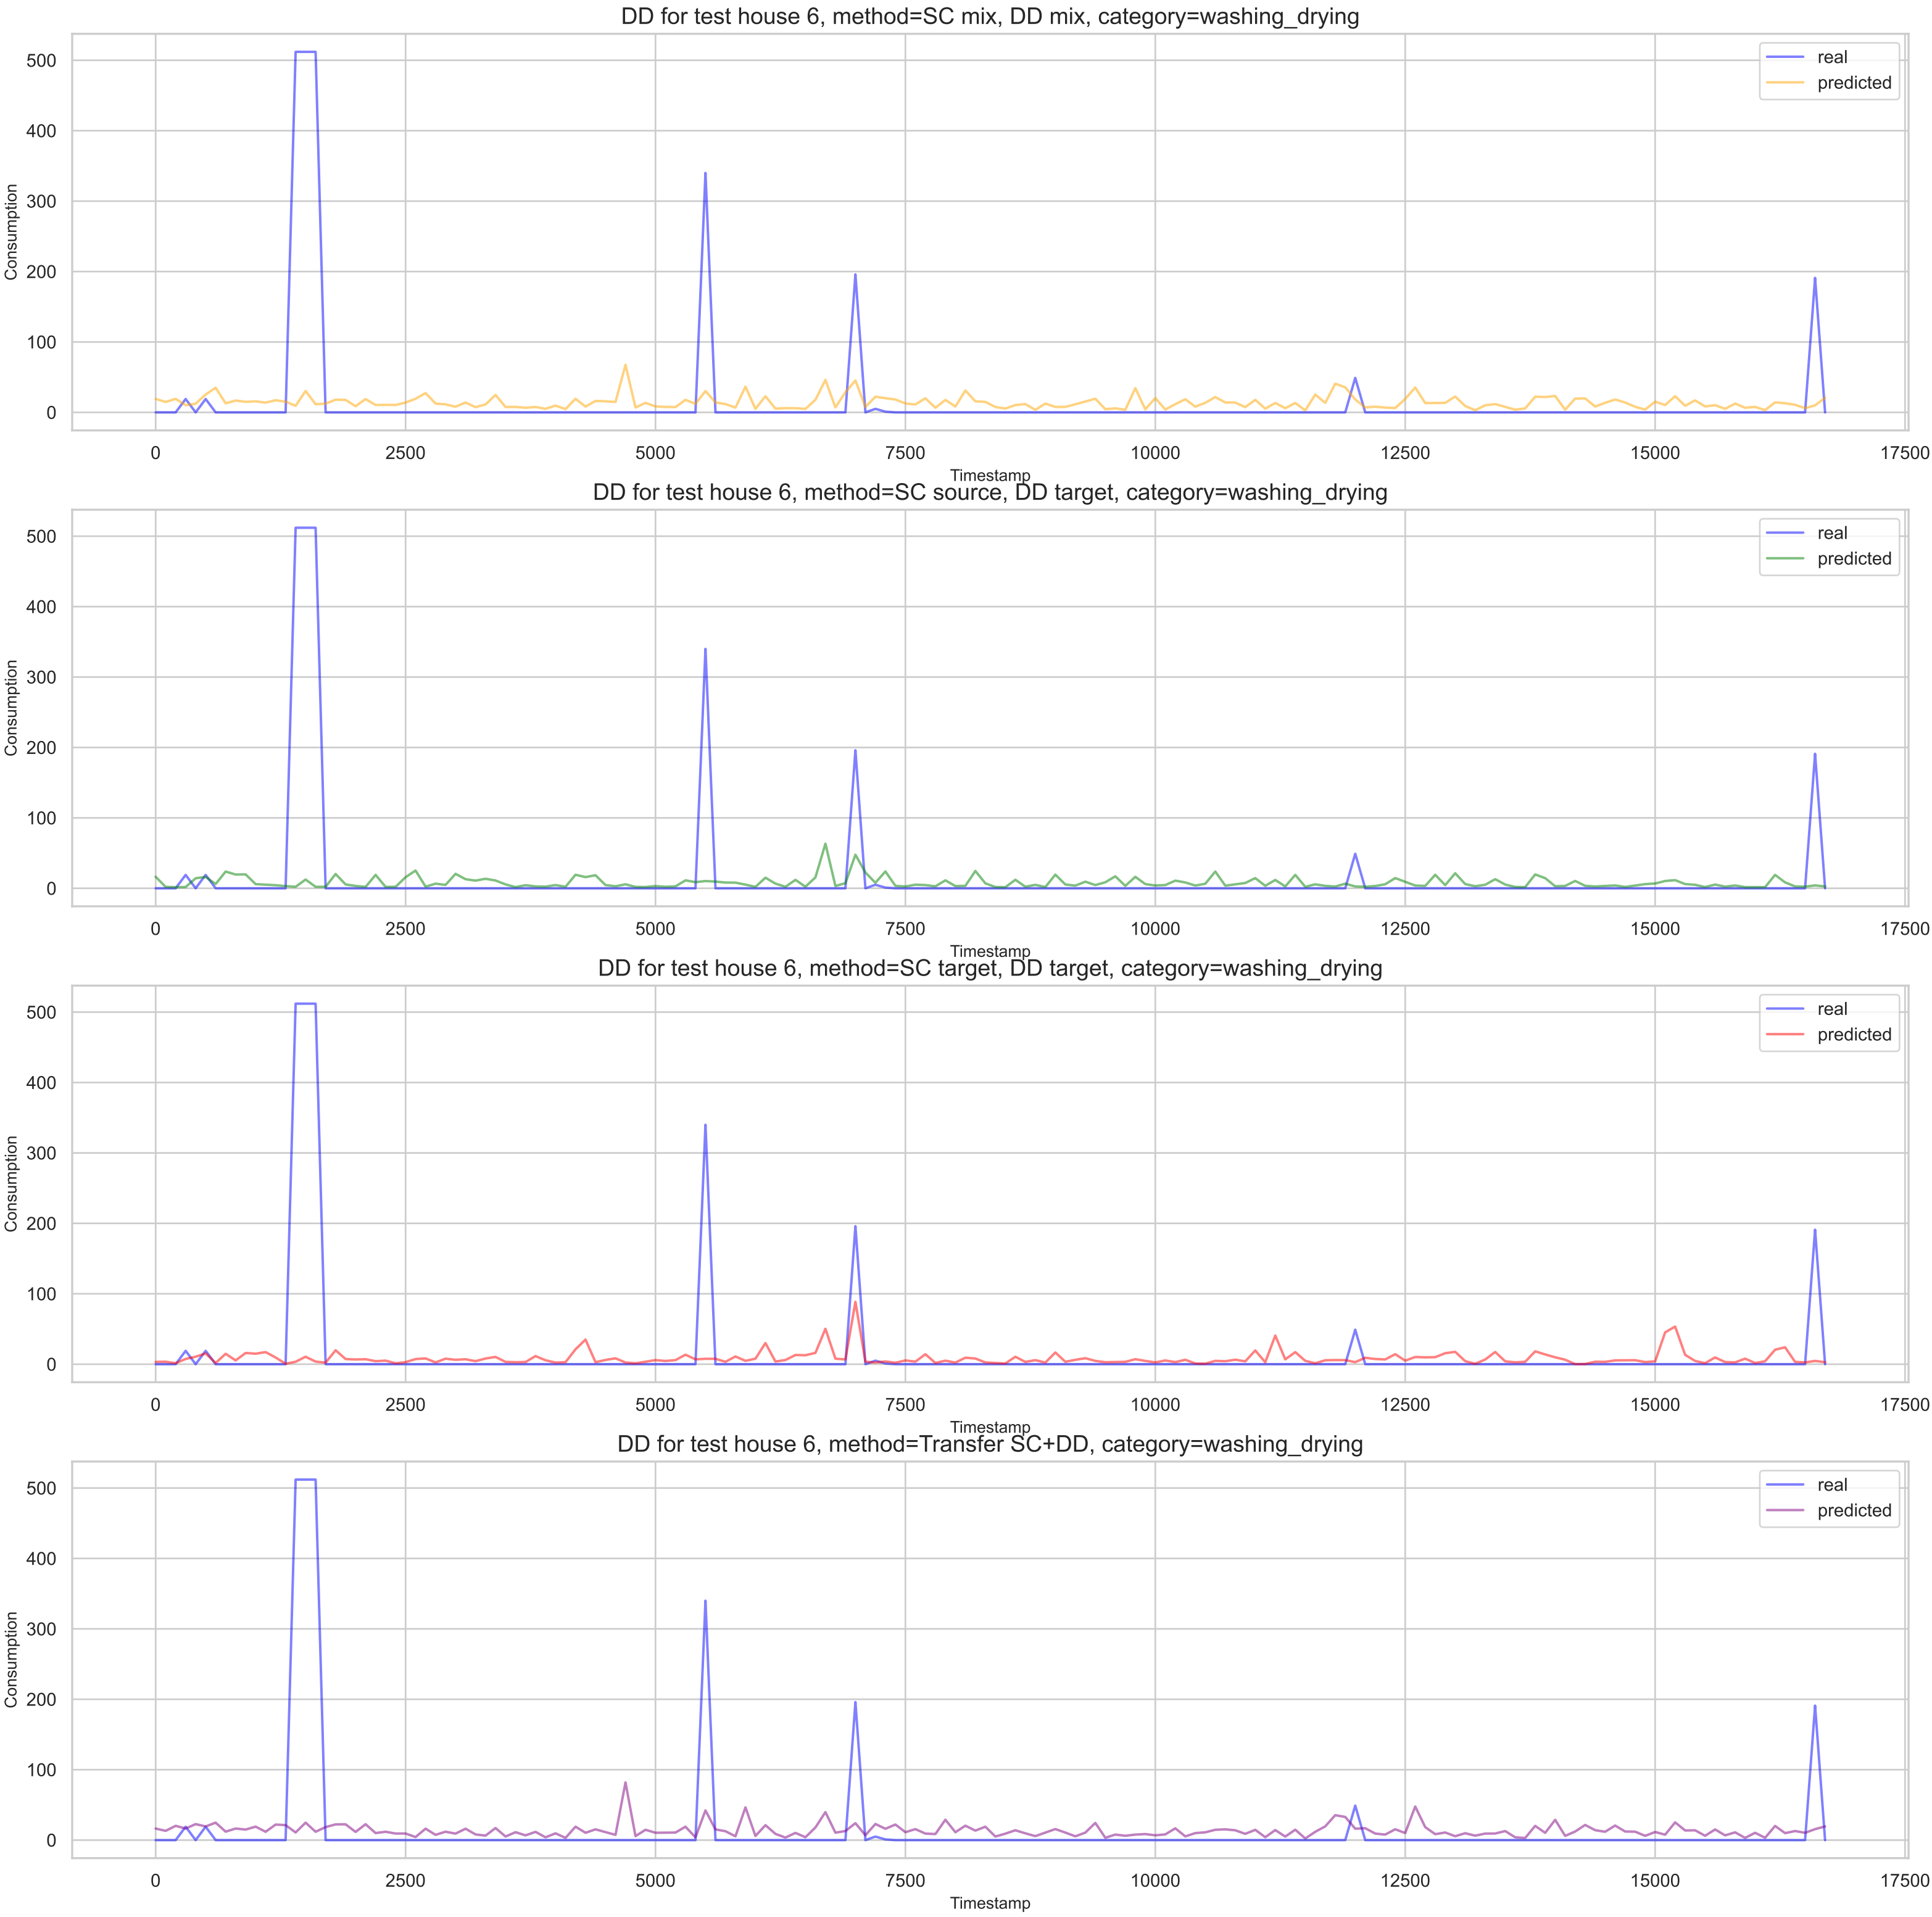 DD for test house 6, method=SC mix, DD mix, category=washing_drying
real
predicted
Consumption
500
400
300
200
100
0
0 2500 5000 7500 10000 12500 15000 17500
Timestamp
DD for test house 6, method=SC source, DD target, category=washing_drying
real
predicted
Consumption
500
400
300
200
100
0
0 2500 5000 7500 10000 12500 15000 17500
Timestamp
DD for test house 6, method=SC target, DD target, category=washing_drying
real
predicted
Consumption
500
400
300
200
100
0
0 2500 5000 7500 10000 12500 15000 17500
Timestamp
DD for test house 6, method=Transfer SC+DD, category=washing_drying
real
predicted
Consumption
500
400
300
200
100
0
0 2500 5000 7500 10000 12500 15000 17500
Timestamp